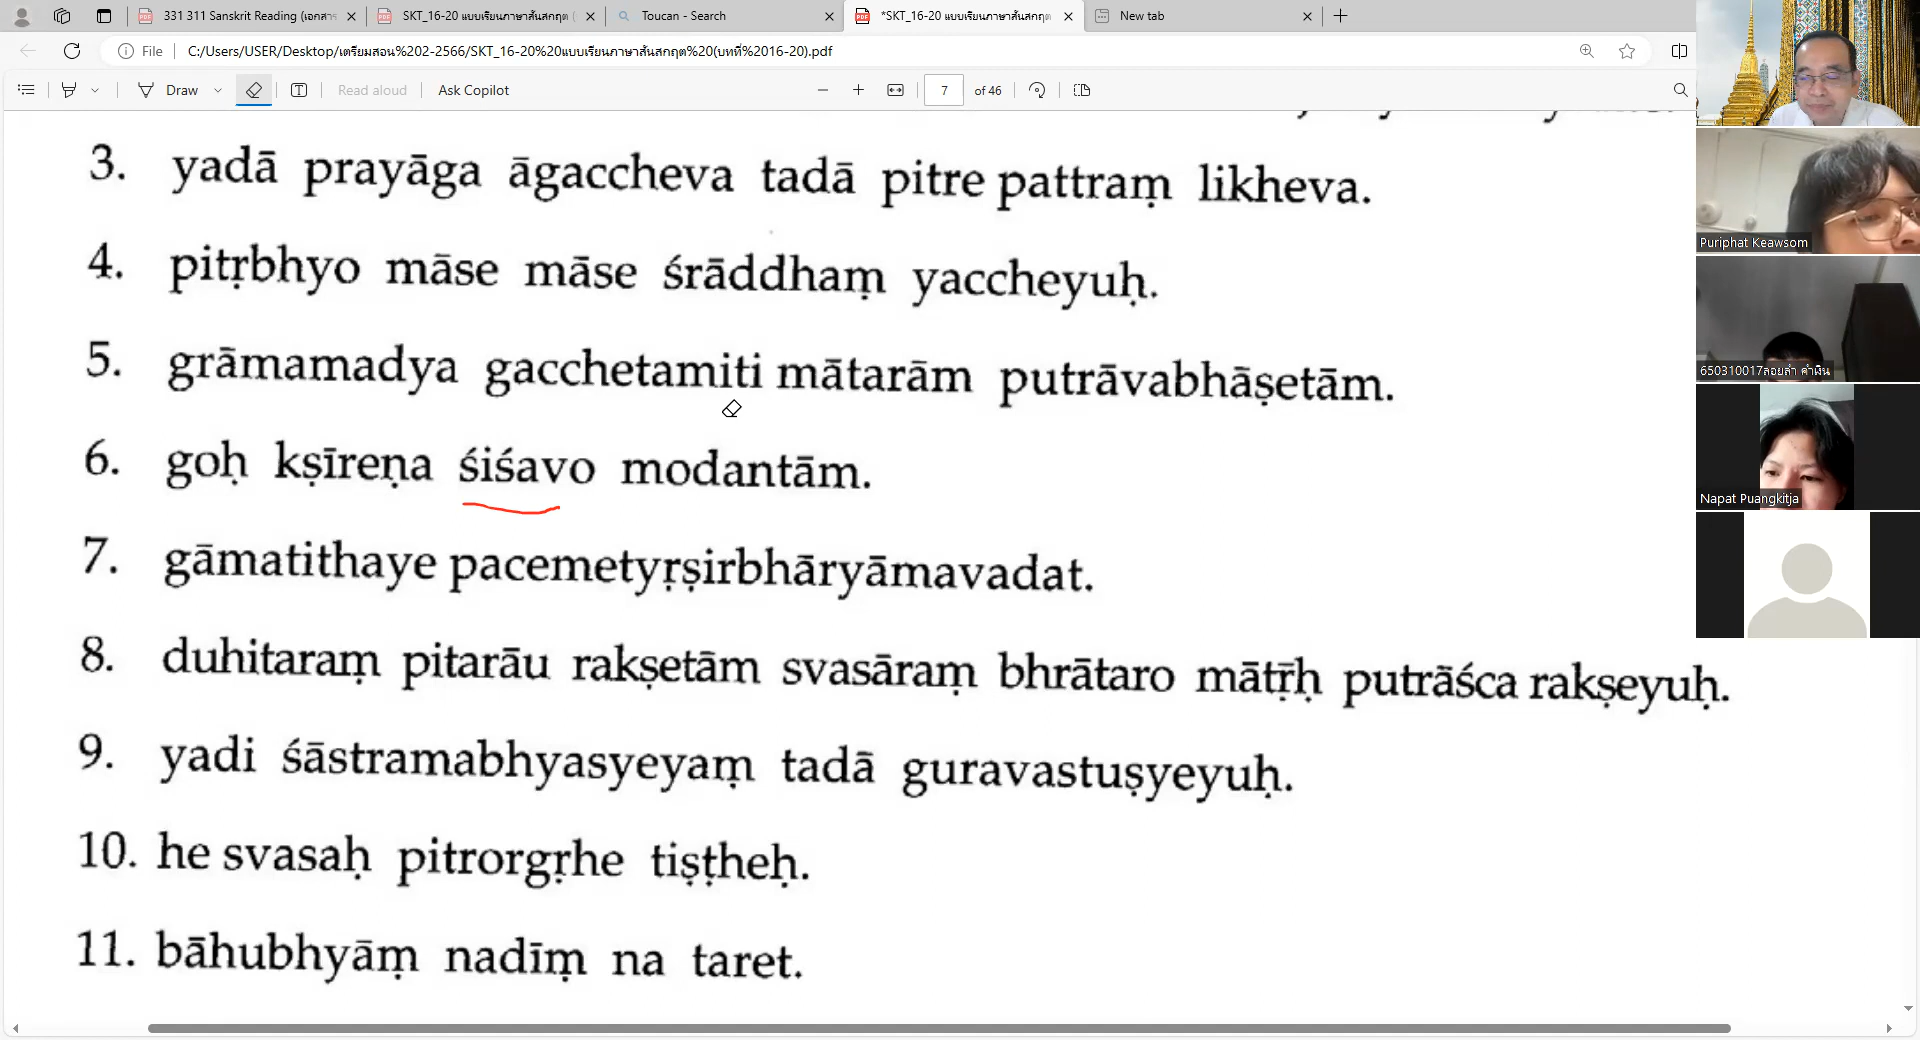 331 311 Sanskrit Reading (เอกสาร
SKT_16-20 แบบเรียนภาษาสันสกฤต (
Toucan - Search
*SKT_16-20 แบบเรียนภาษาสันสกฤต
New tab
File
C:/Users/USER/Desktop/เตรียมสอน%202-2566/SKT_16-20%20แบบเรียนภาษาสันสกฤต%20(บทที่%2016-20).pdf
Draw
Read aloud
Ask Copilot
7 of 46
3. yadā prayāga āgaccheva tadā pitre pattraṃ likheva.
4. pitṛbhyo māse māse śrāddhaṃ yaccheyuḥ.
5. grāmamadya gacchetamiti mātarām putrāvabhāṣetām.
6. goḥ kṣīreṇa śiśavo modantām.
7. gāmatithaye pacemetyṛṣirbhāryāmavadat.
8. duhitaraṃ pitarāu rakṣetām svasāraṃ bhrātaro mātṝḥ putrāśca rakṣeyuḥ.
9. yadi śāstramabhyasyeyaṃ tadā guravastuṣyeyuḥ.
10. he svasaḥ pitrorgṛhe tiṣṭheḥ.
11. bāhubhyāṃ nadīṃ na taret.
Puriphat Keawsom
650310017ลอยลำ คำผิน
Napat Puangkitja